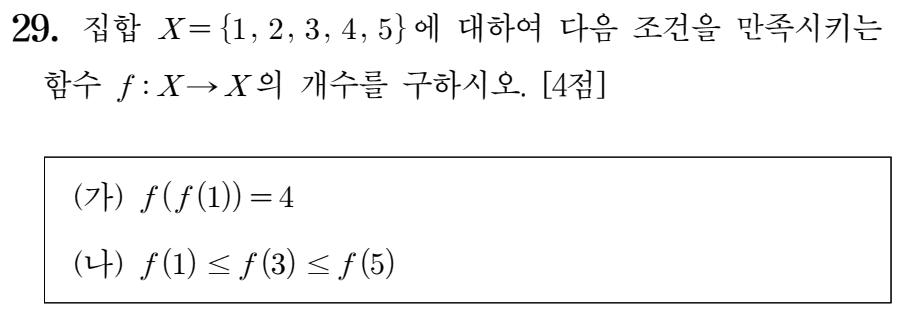 29. 집합 X={1, 2, 3, 4, 5}에 대하여 다음 조건을 만족시키는
함수 f : X→X의 개수를 구하시오. [4점]
(가) f(f(1))=4
(나) f(1)≤f(3)≤f(5)